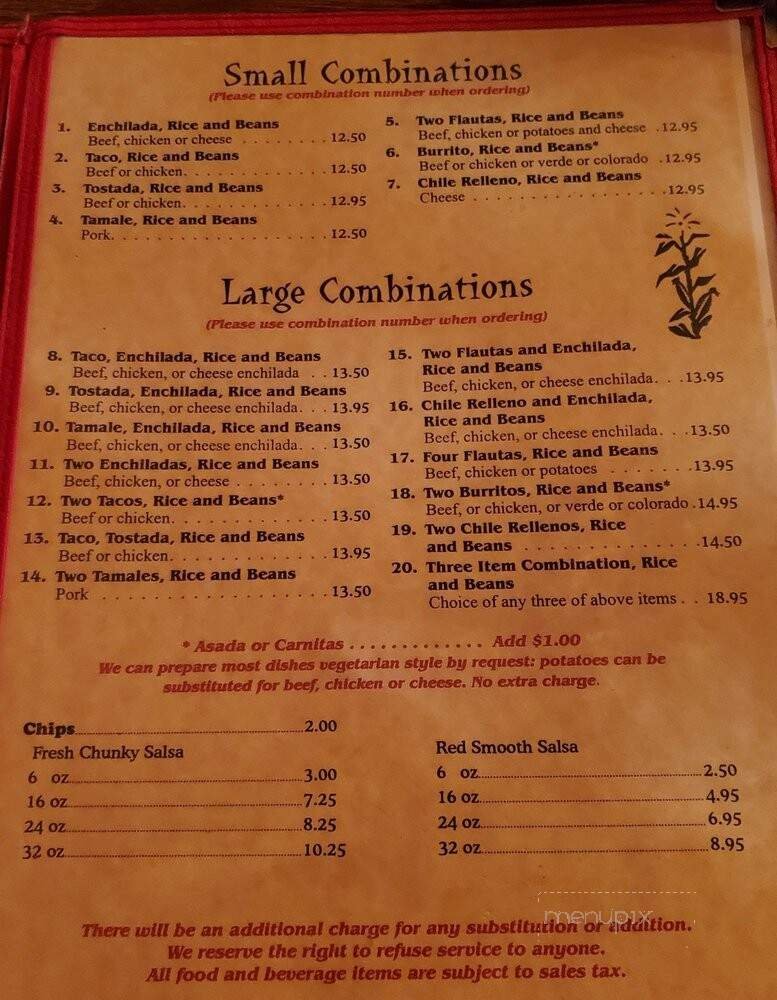 Small Combinations
(Please use combination number when ordering)
1. Enchilada, Rice and Beans
Beef, chicken or cheese . . . . . . . . 12.50
2. Taco, Rice and Beans
Beef or chicken. . . . . . . . . . . . 12.50
3. Tostada, Rice and Beans
Beef or chicken. . . . . . . . . . . . 12.95
4. Tamale, Rice and Beans
Pork. . . . . . . . . . . . . . . . . . 12.50
5. Two Flautas, Rice and Beans
Beef, chicken or potatoes and cheese . 12.95
6. Burrito, Rice and Beans*
Beef or chicken or verde or colorado . 12.95
7. Chile Relleno, Rice and Beans
Cheese . . . . . . . . . . . . . . . . . 12.95
Large Combinations
(Please use combination number when ordering)
8. Taco, Enchilada, Rice and Beans
Beef, chicken, or cheese enchilada . . 13.50
9. Tostada, Enchilada, Rice and Beans
Beef, chicken, or cheese enchilada. . . 13.95
10. Tamale, Enchilada, Rice and Beans
Beef, chicken, or cheese enchilada. . . 13.50
11. Two Enchiladas, Rice and Beans
Beef, chicken, or cheese . . . . . . . . 13.50
12. Two Tacos, Rice and Beans*
Beef or chicken. . . . . . . . . . . . . 13.50
13. Taco, Tostada, Rice and Beans
Beef or chicken. . . . . . . . . . . . . 13.95
14. Two Tamales, Rice and Beans
Pork . . . . . . . . . . . . . . . . . . 13.50
15. Two Flautas and Enchilada,
Rice and Beans
Beef, chicken, or cheese enchilada. . . 13.95
16. Chile Relleno and Enchilada,
Rice and Beans
Beef, chicken, or cheese enchilada. . . 13.50
17. Four Flautas, Rice and Beans
Beef, chicken or potatoes . . . . . . . 13.95
18. Two Burritos, Rice and Beans*
Beef, or chicken, or verde or colorado . 14.95
19. Two Chile Rellenos, Rice
and Beans . . . . . . . . . . . . . 14.50
20. Three Item Combination, Rice
and Beans
Choice of any three of above items . . 18.95
* Asada or Carnitas . . . . . . . . . . . . . Add $1.00
We can prepare most dishes vegetarian style by request: potatoes can be
substituted for beef, chicken or cheese. No extra charge.
Chips........................................2.00
Fresh Chunky Salsa
6 oz........................................3.00
16 oz........................................7.25
24 oz........................................8.25
32 oz........................................10.25
Red Smooth Salsa
6 oz........................................2.50
16 oz........................................4.95
24 oz........................................6.95
32 oz........................................8.95
menupix
There will be an additional charge for any substitution or addition.
We reserve the right to refuse service to anyone.
All food and beverage items are subject to sales tax.